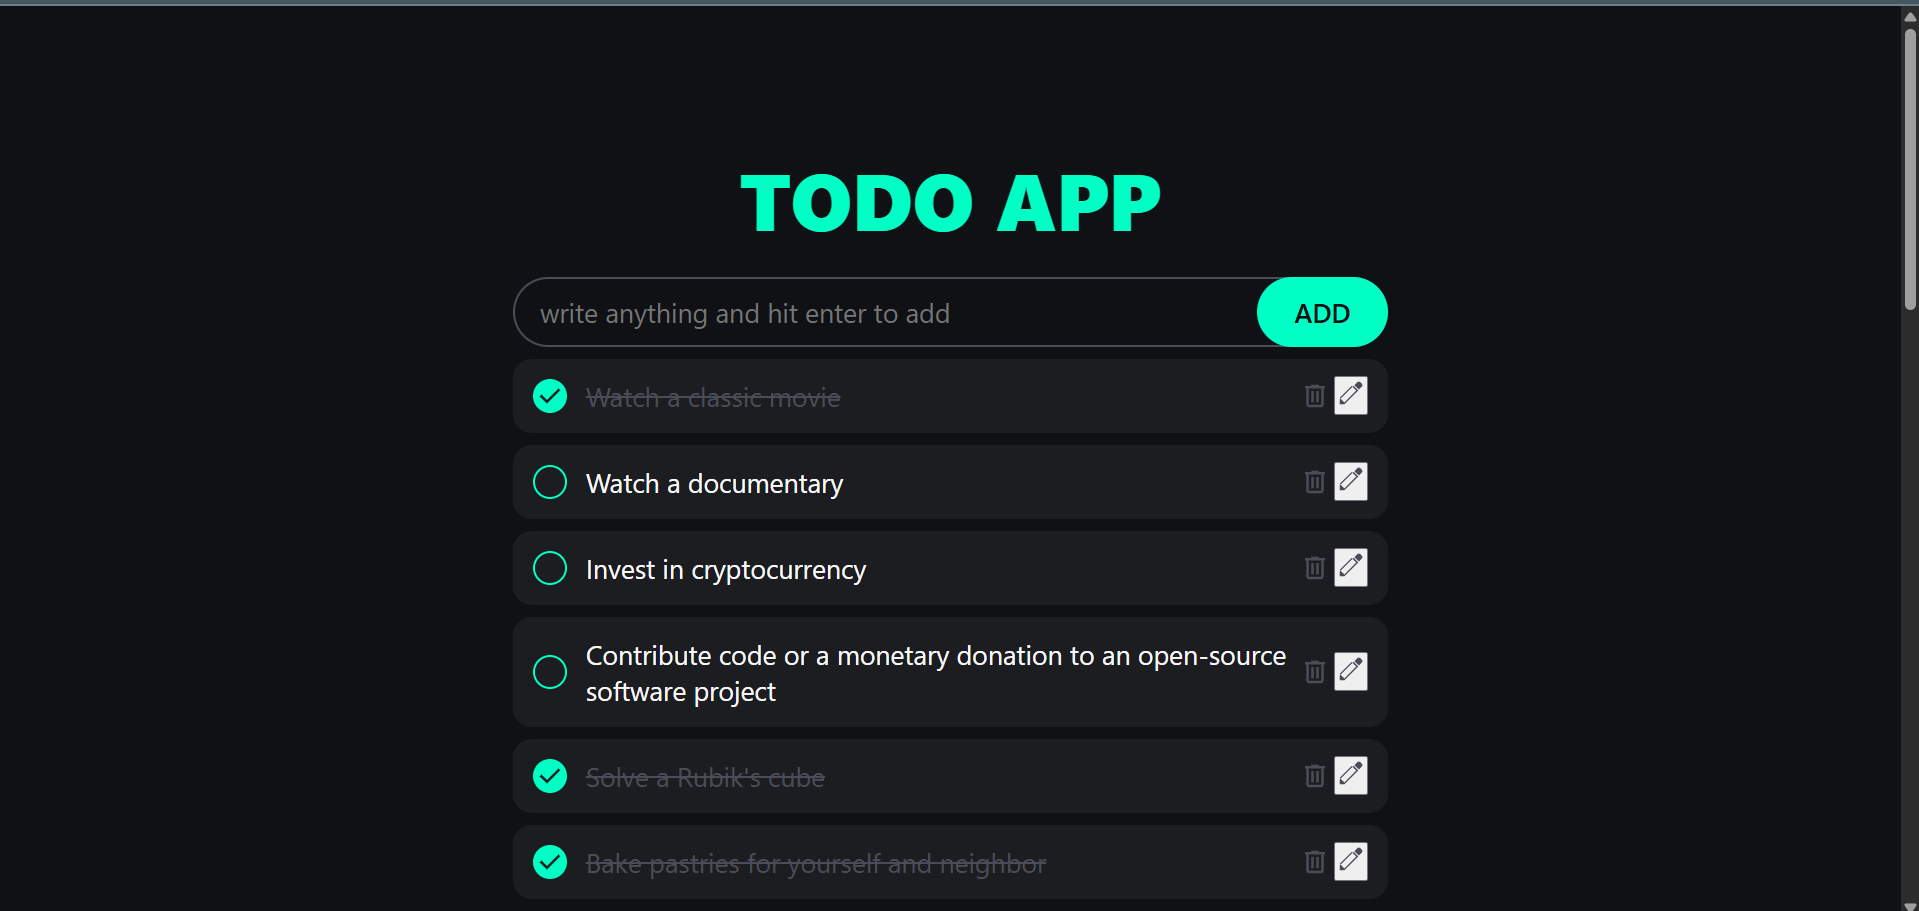 TODO APP
write anything and hit enter to add
ADD
Watch a classic movie
Watch a documentary
Invest in cryptocurrency
Contribute code or a monetary donation to an open-source
software project
Solve a Rubik's cube
Bake pastries for yourself and neighbor